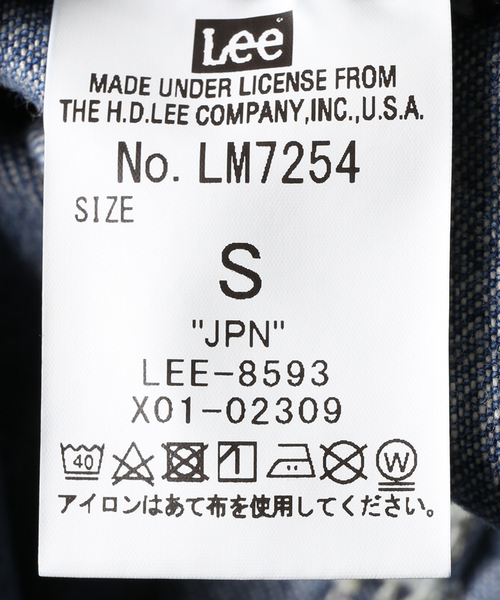 Lee
MADE UNDER LICENSE FROM
THE H.D.LEE COMPANY,INC.,U.S.A.
No. LM7254
SIZE
S
"JPN"
LEE-8593
X01-02309
40 W
アイロンはあて布を使用してください。